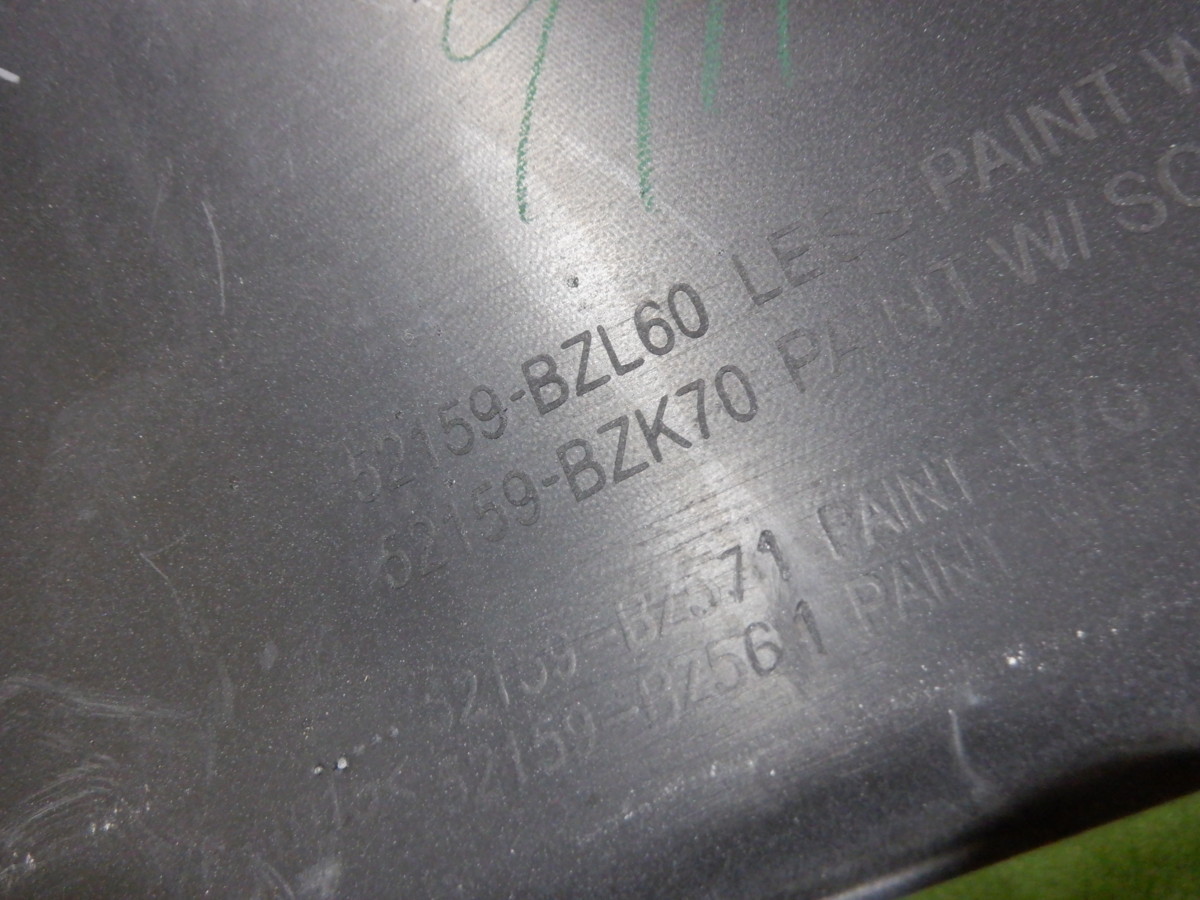 52159-BZL60 LESS PAINT W
52159-BZK70 PAINT W/ SO
52159-BZ571 PAINT W/O
52159-BZ561 PAINT